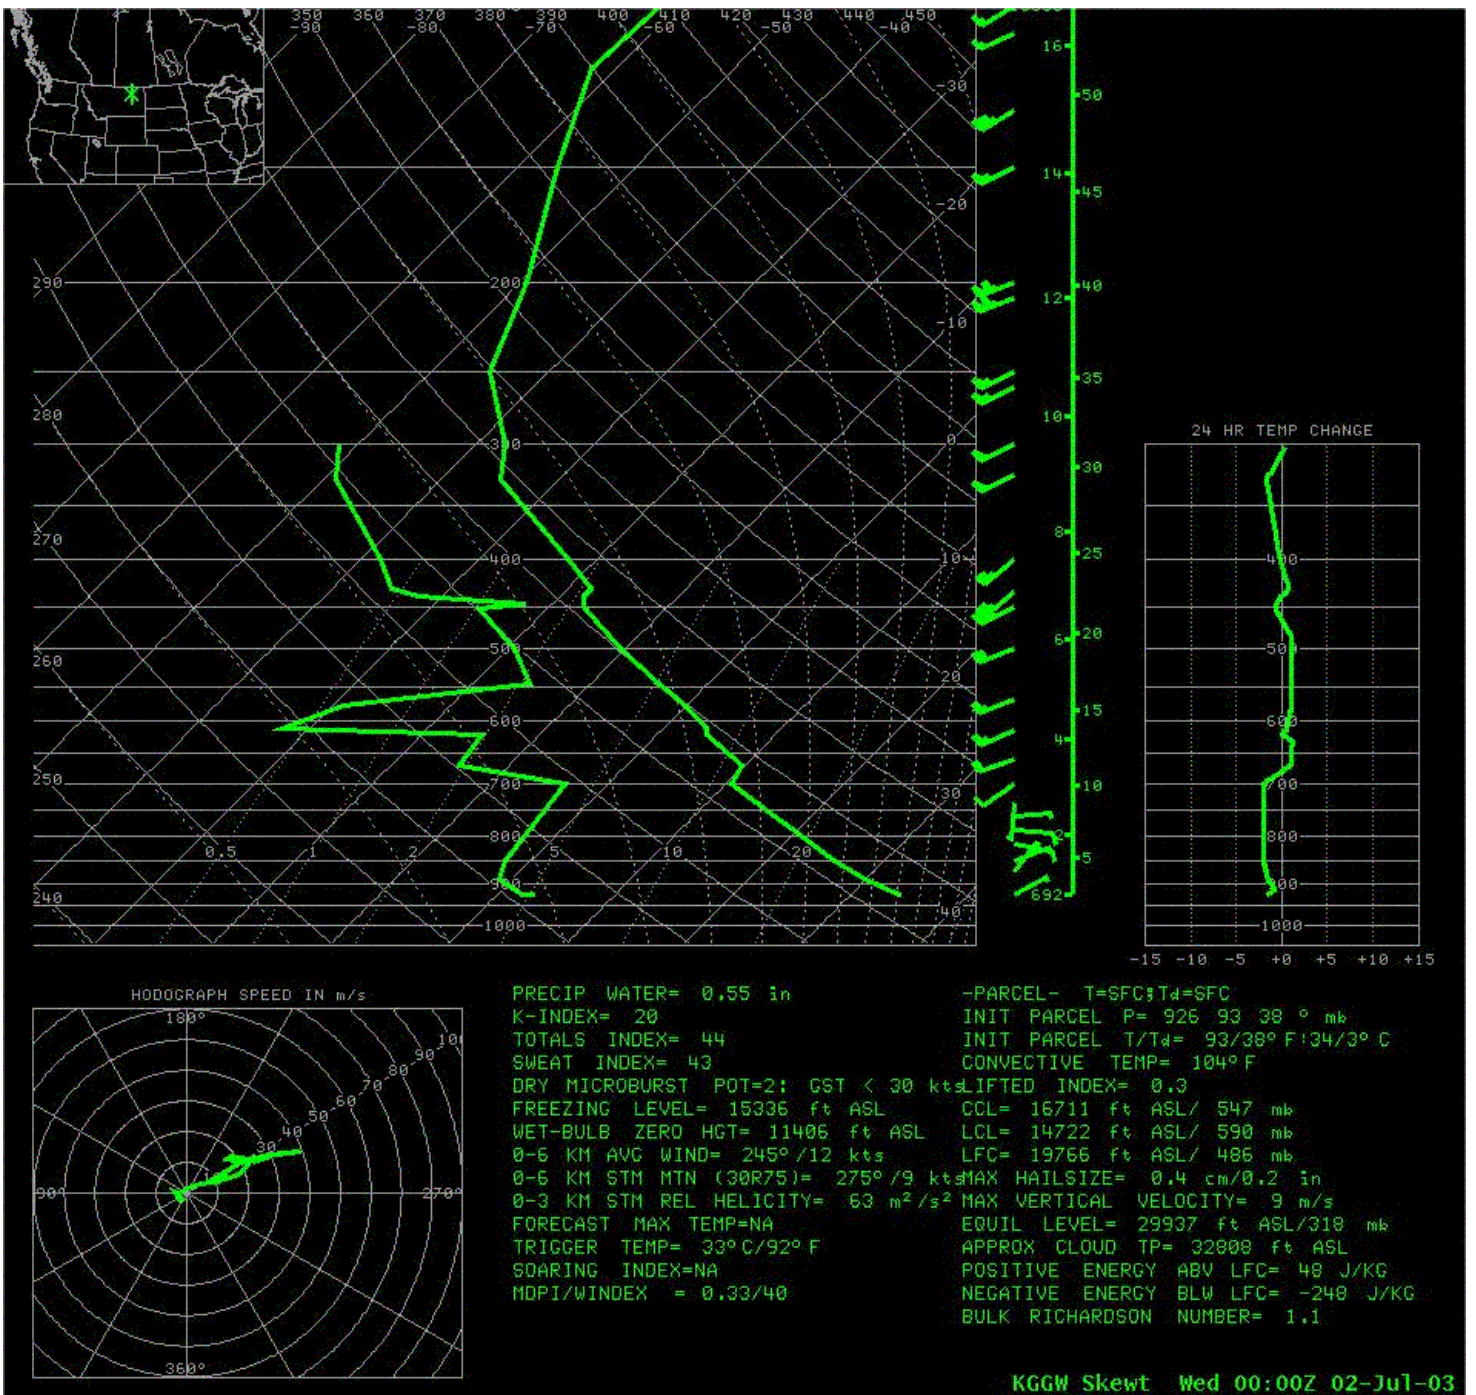 350 360 370 380 390 400 410 420 430 440 450
-90 -80 -70 -60 -50 -40
16
-30
50
14
45
-20
290 200
12 40
-10
35
280
10
0
300
24 HR TEMP CHANGE
30
270
8
25
400 10
400
260
6 20
500
500
20
15
600
600
4
250
700
30
10
700
800
2
800
0.5 1 2 5 10 20
5
900
900
240
692
40
1000
1000
-15 -10 -5 +0 +5 +10 +15
HODOGRAPH SPEED IN m/s
180°
100
90
80
70
60
50
40
30
90° 270°
360°
PRECIP WATER= 0.55 in
K-INDEX= 20
TOTALS INDEX= 44
SWEAT INDEX= 43
DRY MICROBURST POT=2: GST < 30 kts
FREEZING LEVEL= 15336 ft ASL
WET-BULB ZERO HGT= 11406 ft ASL
0-6 KM AVG WIND= 245°/12 kts
0-6 KM STM MTN (30R75)= 275°/9 kts
0-3 KM STM REL HELICITY= 63 m²/s²
FORECAST MAX TEMP=NA
TRIGGER TEMP= 33°C/92°F
SOARING INDEX=NA
MDPI/WINDEX = 0.33/40
-PARCEL- T=SFC;Td=SFC
INIT PARCEL P= 926 93 38 ° mb
INIT PARCEL T/Td= 93/38°F:34/3°C
CONVECTIVE TEMP= 104°F
LIFTED INDEX= 0.3
CCL= 16711 ft ASL/ 547 mb
LCL= 14722 ft ASL/ 590 mb
LFC= 19766 ft ASL/ 486 mb
MAX HAILSIZE= 0.4 cm/0.2 in
MAX VERTICAL VELOCITY= 9 m/s
EQUIL LEVEL= 29937 ft ASL/318 mb
APPROX CLOUD TP= 32808 ft ASL
POSITIVE ENERGY ABV LFC= 48 J/KG
NEGATIVE ENERGY BLW LFC= -248 J/KG
BULK RICHARDSON NUMBER= 1.1
KGGW Skewt Wed 00:00Z 02-Jul-03